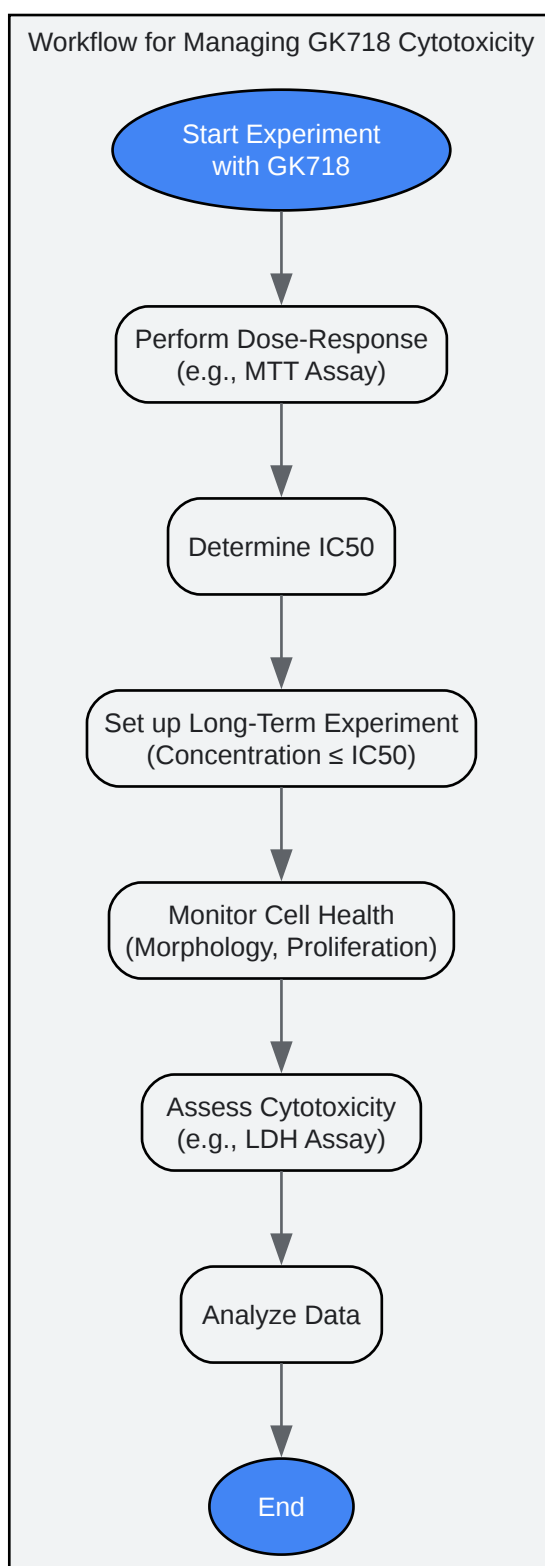 Workflow for Managing GK718 Cytotoxicity
Start Experiment
with GK718
Perform Dose-Response
(e.g., MTT Assay)
Determine IC50
Set up Long-Term Experiment
(Concentration ≤ IC50)
Monitor Cell Health
(Morphology, Proliferation)
Assess Cytotoxicity
(e.g., LDH Assay)
Analyze Data
End